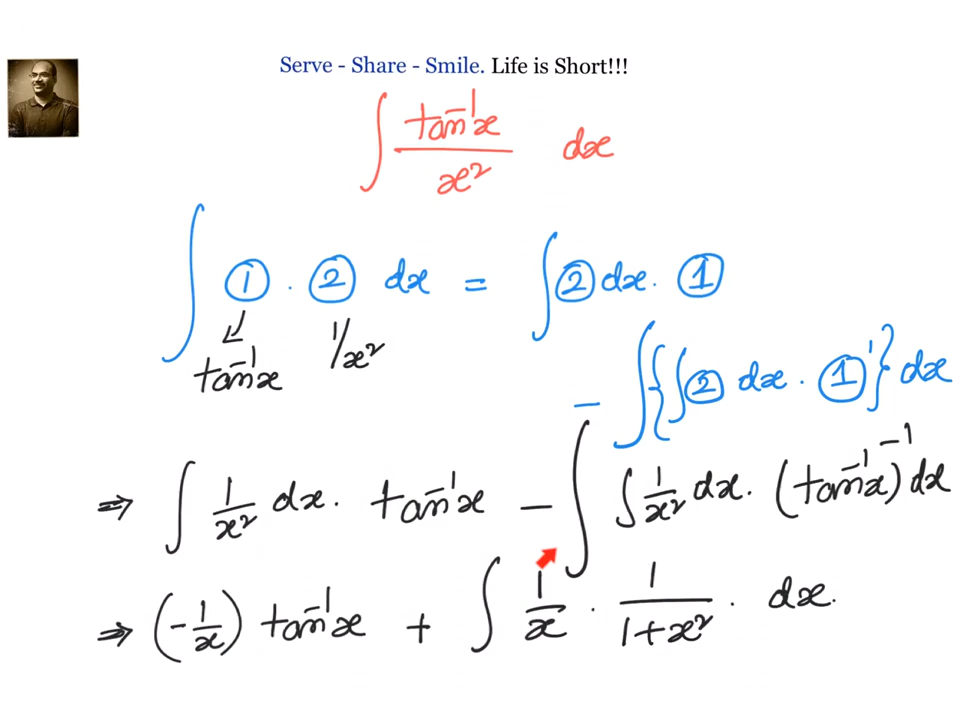 Serve - Share - Smile. Life is Short!!!
∫ tan⁻¹x / x² dx
∫ ① . ② dx = ∫ ② dx . ①
tan⁻¹x 1/x²
- ∫ { ∫ ② dx . ①' } dx
⇒ ∫ 1/x² dx . tan⁻¹x - ∫ ∫ 1/x² dx . (tan⁻¹x)⁻¹ dx
⇒ (-1/x) tan⁻¹x + ∫ 1/x . 1/(1+x²) . dx.